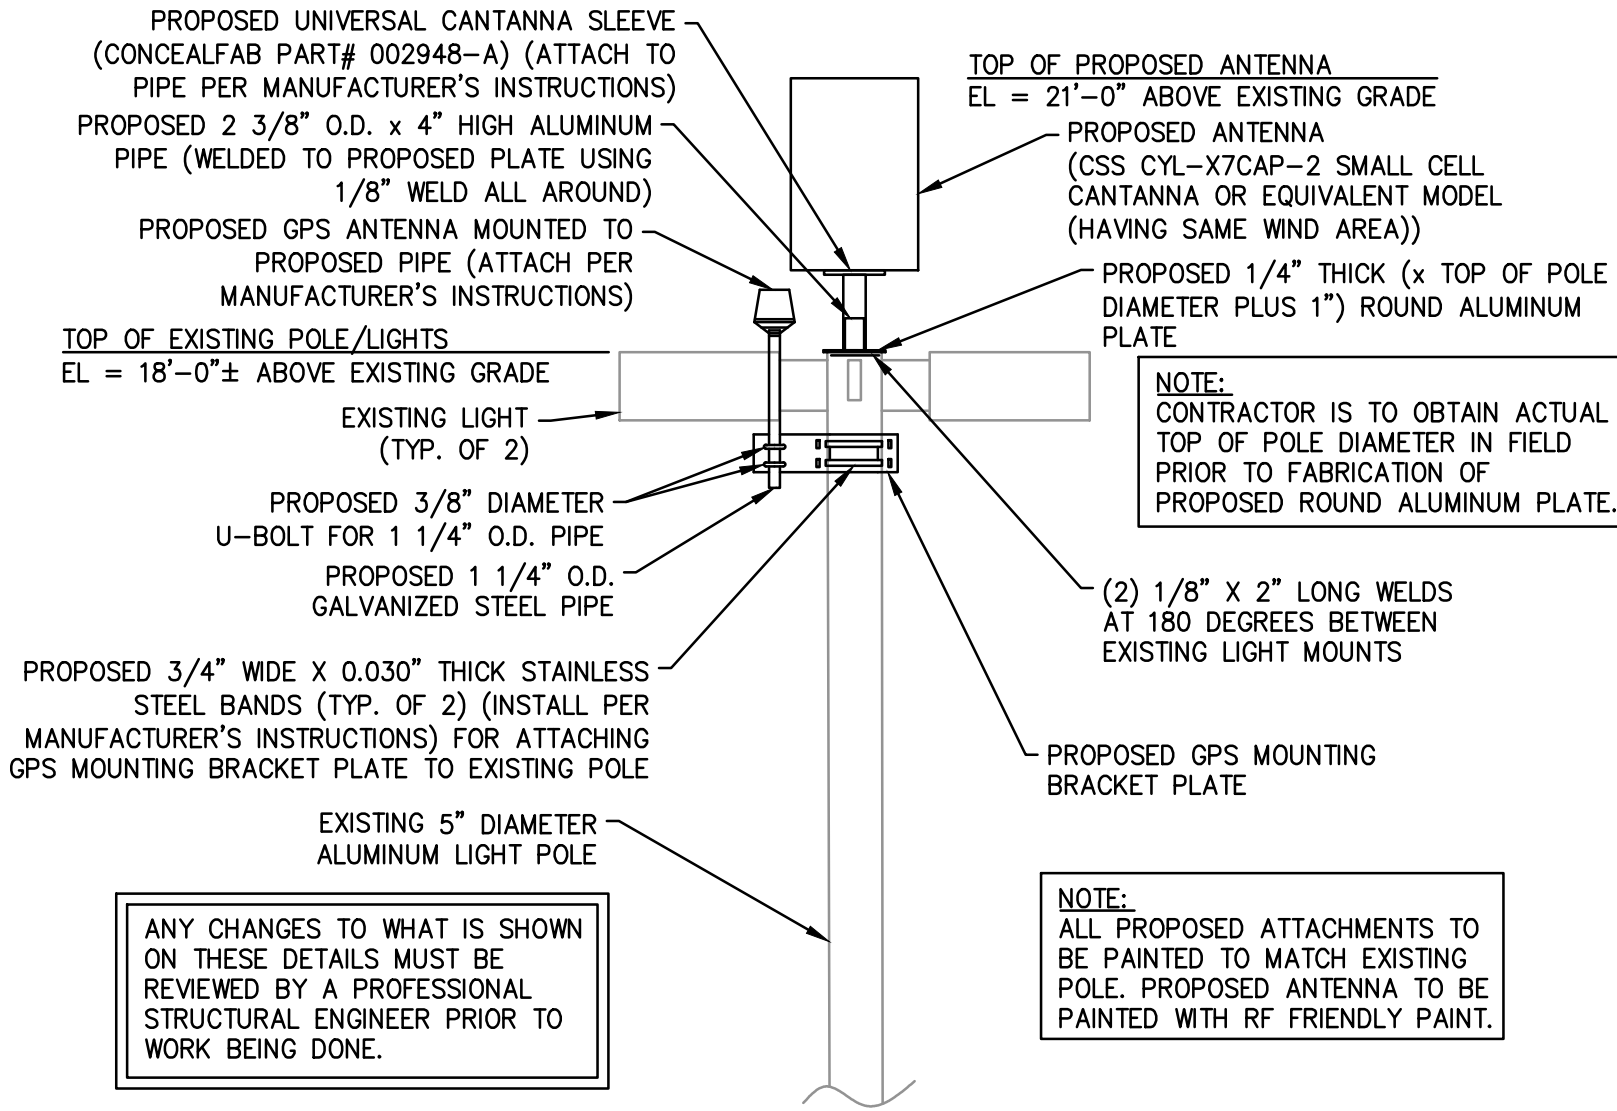 PROPOSED UNIVERSAL CANTANNA SLEEVE
(CONCEALFAB PART# 002948-A) (ATTACH TO
PIPE PER MANUFACTURER'S INSTRUCTIONS)
PROPOSED 2 3/8" O.D. x 4" HIGH ALUMINUM
PIPE (WELDED TO PROPOSED PLATE USING
1/8" WELD ALL AROUND)
PROPOSED GPS ANTENNA MOUNTED TO
PROPOSED PIPE (ATTACH PER
MANUFACTURER'S INSTRUCTIONS)
TOP OF EXISTING POLE/LIGHTS
EL = 18'-0"± ABOVE EXISTING GRADE
EXISTING LIGHT
(TYP. OF 2)
PROPOSED 3/8" DIAMETER
U-BOLT FOR 1 1/4" O.D. PIPE
PROPOSED 1 1/4" O.D.
GALVANIZED STEEL PIPE
PROPOSED 3/4" WIDE X 0.030" THICK STAINLESS
STEEL BANDS (TYP. OF 2) (INSTALL PER
MANUFACTURER'S INSTRUCTIONS) FOR ATTACHING
GPS MOUNTING BRACKET PLATE TO EXISTING POLE
EXISTING 5" DIAMETER
ALUMINUM LIGHT POLE
ANY CHANGES TO WHAT IS SHOWN
ON THESE DETAILS MUST BE
REVIEWED BY A PROFESSIONAL
STRUCTURAL ENGINEER PRIOR TO
WORK BEING DONE.
TOP OF PROPOSED ANTENNA
EL = 21'-0" ABOVE EXISTING GRADE
PROPOSED ANTENNA
(CSS CYL-X7CAP-2 SMALL CELL
CANTANNA OR EQUIVALENT MODEL
(HAVING SAME WIND AREA))
PROPOSED 1/4" THICK (x TOP OF POLE
DIAMETER PLUS 1") ROUND ALUMINUM
PLATE
NOTE:
CONTRACTOR IS TO OBTAIN ACTUAL
TOP OF POLE DIAMETER IN FIELD
PRIOR TO FABRICATION OF
PROPOSED ROUND ALUMINUM PLATE.
(2) 1/8" X 2" LONG WELDS
AT 180 DEGREES BETWEEN
EXISTING LIGHT MOUNTS
PROPOSED GPS MOUNTING
BRACKET PLATE
NOTE:
ALL PROPOSED ATTACHMENTS TO
BE PAINTED TO MATCH EXISTING
POLE. PROPOSED ANTENNA TO BE
PAINTED WITH RF FRIENDLY PAINT.